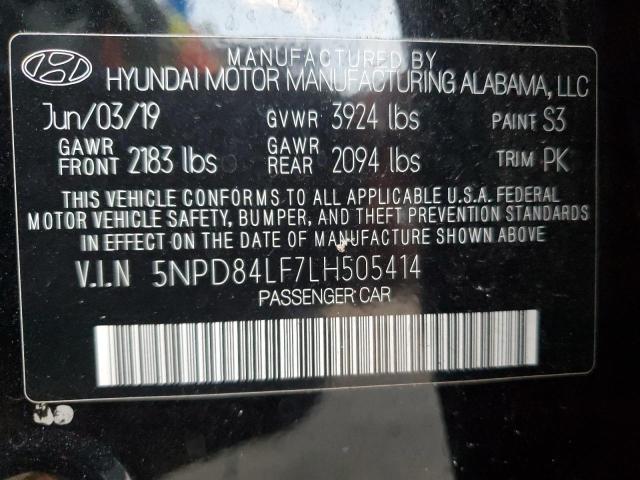 MANUFACTURED BY
HYUNDAI MOTOR MANUFACTURING ALABAMA, LLC
Jun/03/19 GVWR 3924 lbs PAINT S3
GAWR FRONT 2183 lbs GAWR REAR 2094 lbs TRIM PK
THIS VEHICLE CONFORMS TO ALL APPLICABLE U.S.A. FEDERAL
MOTOR VEHICLE SAFETY, BUMPER, AND THEFT PREVENTION STANDARDS
IN EFFECT ON THE DATE OF MANUFACTURE SHOWN ABOVE.
V.I.N 5NPD84LF7LH505414
PASSENGER CAR